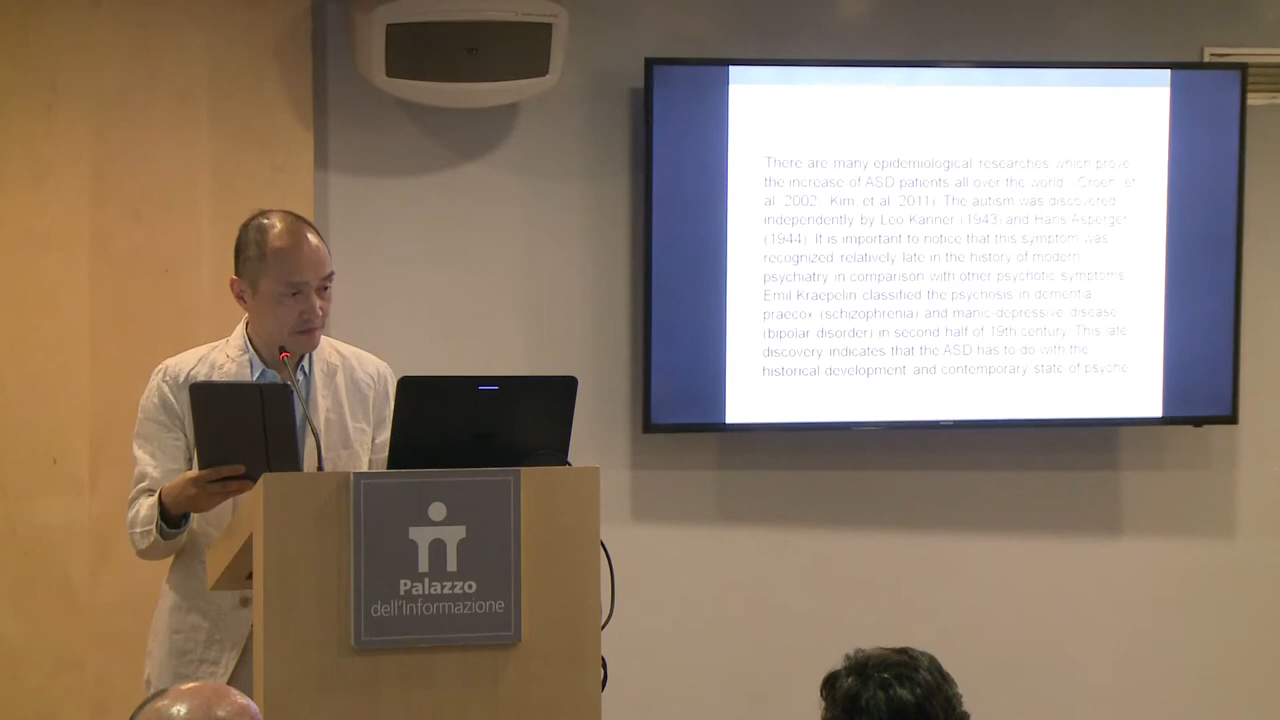 There are many epidemiological researches which prove
the increase of ASD patients all over the world (Croen, et
al. 2002, Kim, et al. 2011). The autism was discovered
independently by Leo Kanner (1943) and Hans Asperger
(1944). It is important to notice that this symptom was
recognized relatively late in the history of modern
psychiatry in comparison with other psychotic symptoms.
Emil Kraepelin classified the psychosis in dementia
praecox (schizophrenia) and manic-depressive disease
(bipolar disorder) in second half of 19th century. This late
discovery indicates that the ASD has to do with the
historical development and contemporary state of psyche.
Palazzo
dell'Informazione